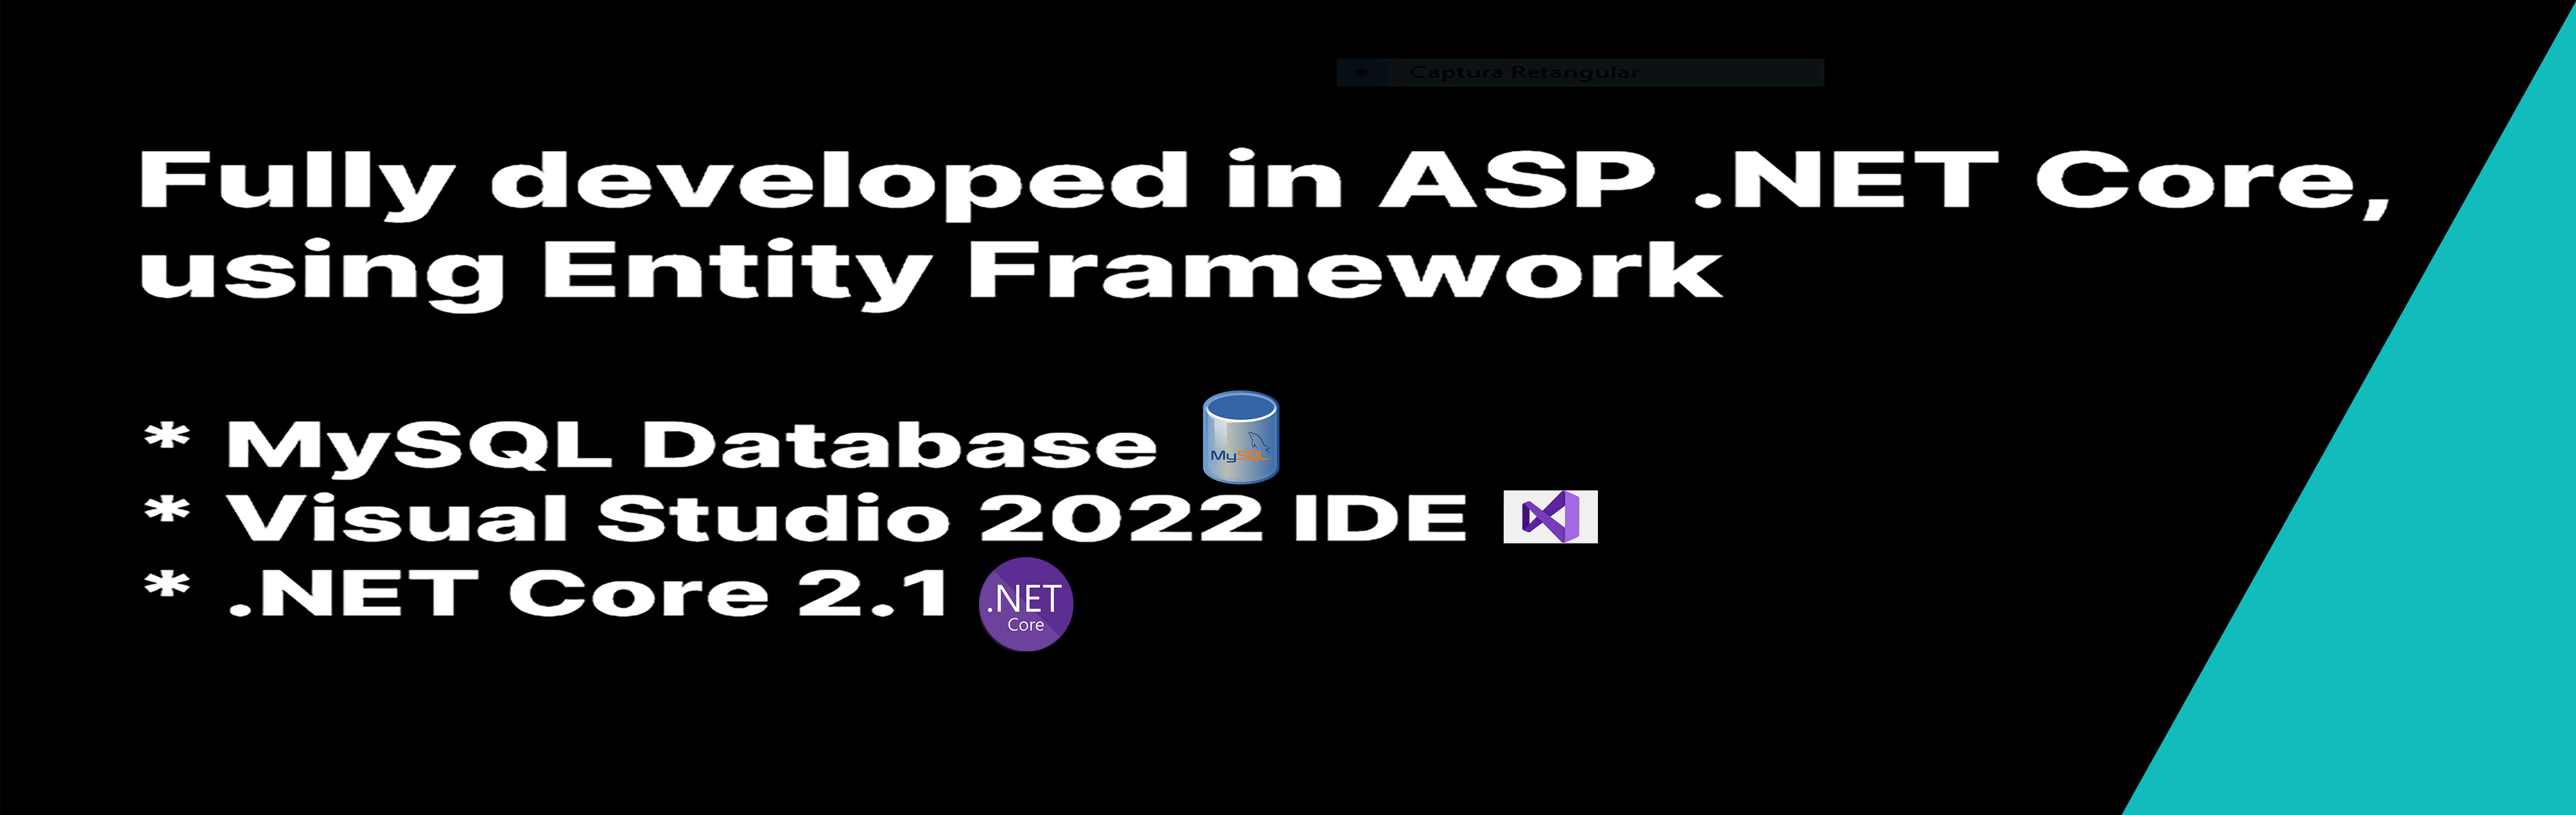 Captura Retangular
Fully developed in ASP .NET Core,
using Entity Framework
* MySQL Database
MySQL
* Visual Studio 2022 IDE
* .NET Core 2.1
.NET
Core